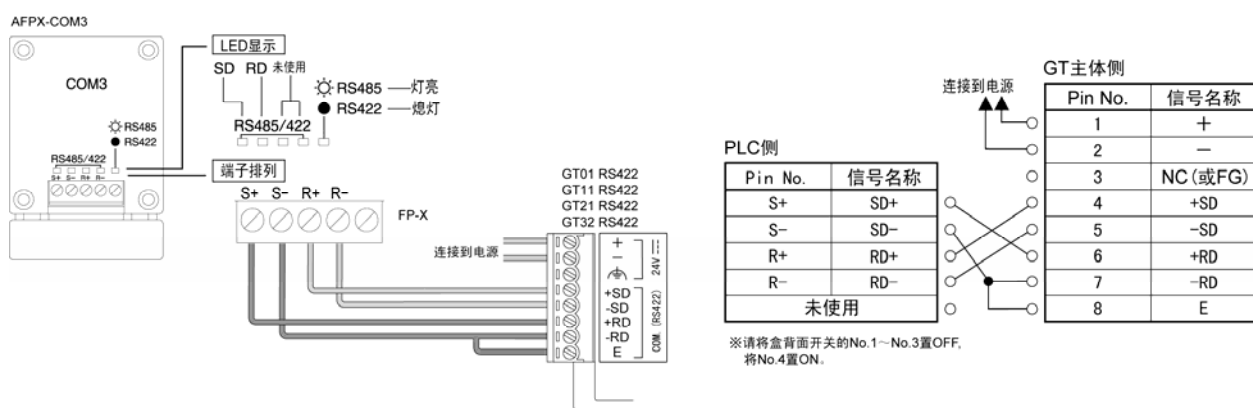 AFPX-COM3
COM3
RS485
RS422
RS485/422
S+ S- R+ R-
LED显示
SD RD 未使用
RS485 灯亮
RS422 熄灯
RS485/422
端子排列
S+ S- R+ R-
FP-X
连接到电源
GT01 RS422
GT11 RS422
GT21 RS422
GT32 RS422
+
-
24V
+SD
-SD
+RD
-RD
E
COM. (RS422)
PLC侧
Pin No. 信号名称
S+ SD+
S- SD-
R+ RD+
R- RD-
未使用
※请将盒背面开关的No.1～No.3置OFF,
将No.4置ON。
连接到电源
GT主体侧
Pin No. 信号名称
1 +
2 -
3 NC(或FG)
4 +SD
5 -SD
6 +RD
7 -RD
8 E